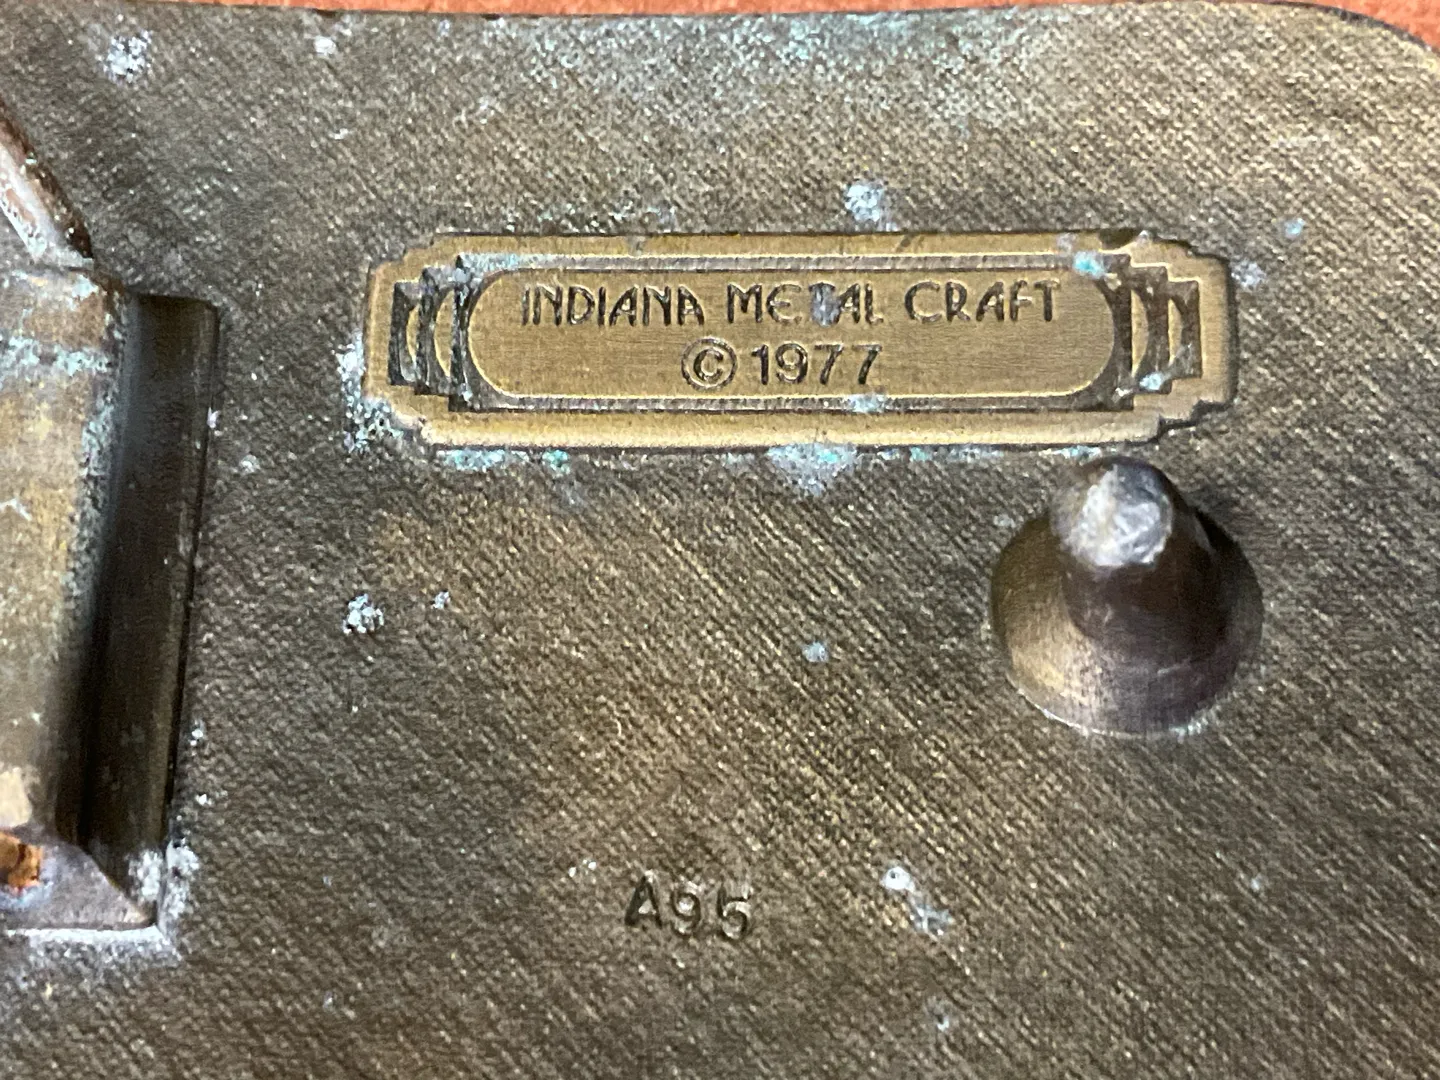 INDIANA METAL CRAFT
© 1977
A95